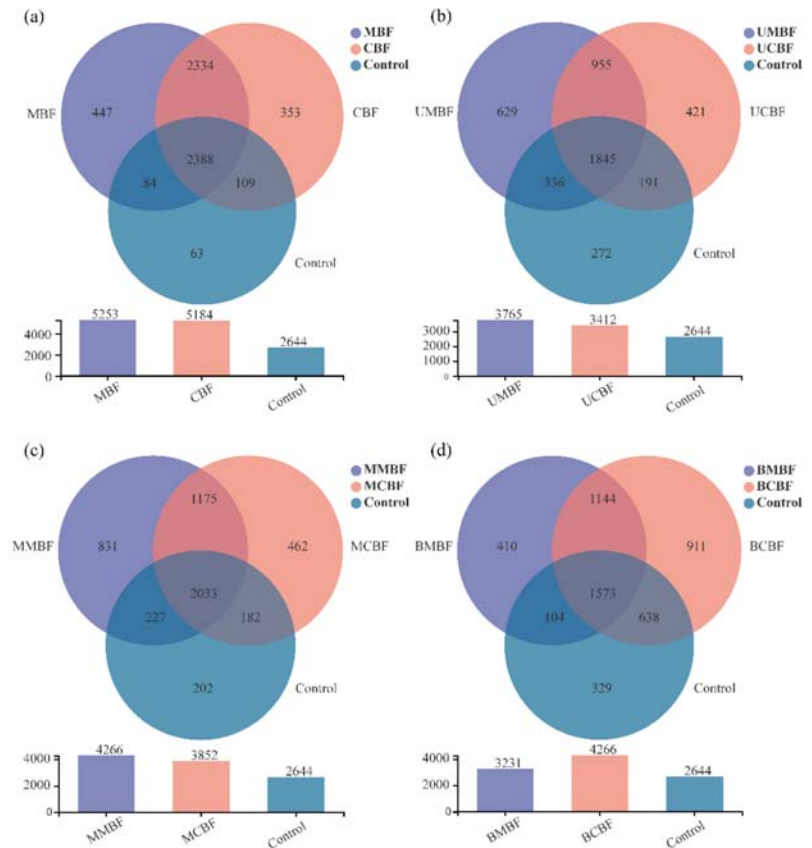 (a)
MBF
CBF
Control
2334
447
353
MBF
CBF
2388
84
109
63
Control
5253
5184
2644
4000
2000
0
MBF
CBF
Control
(b)
UMBF
UCBF
Control
955
629
421
UMBF
UCBF
1845
336
191
272
Control
3765
3412
2644
3000
2000
1000
0
UMBF
UCBF
Control
(c)
MMBF
MCBF
Control
1175
831
462
MMBF
MCBF
2033
227
182
202
Control
4266
3852
2644
4000
2000
0
MMBF
MCBF
Control
(d)
BMBF
BCBF
Control
1144
410
911
BMBF
BCBF
1573
104
638
329
Control
3231
4266
2644
4000
2000
0
BMBF
BCBF
Control